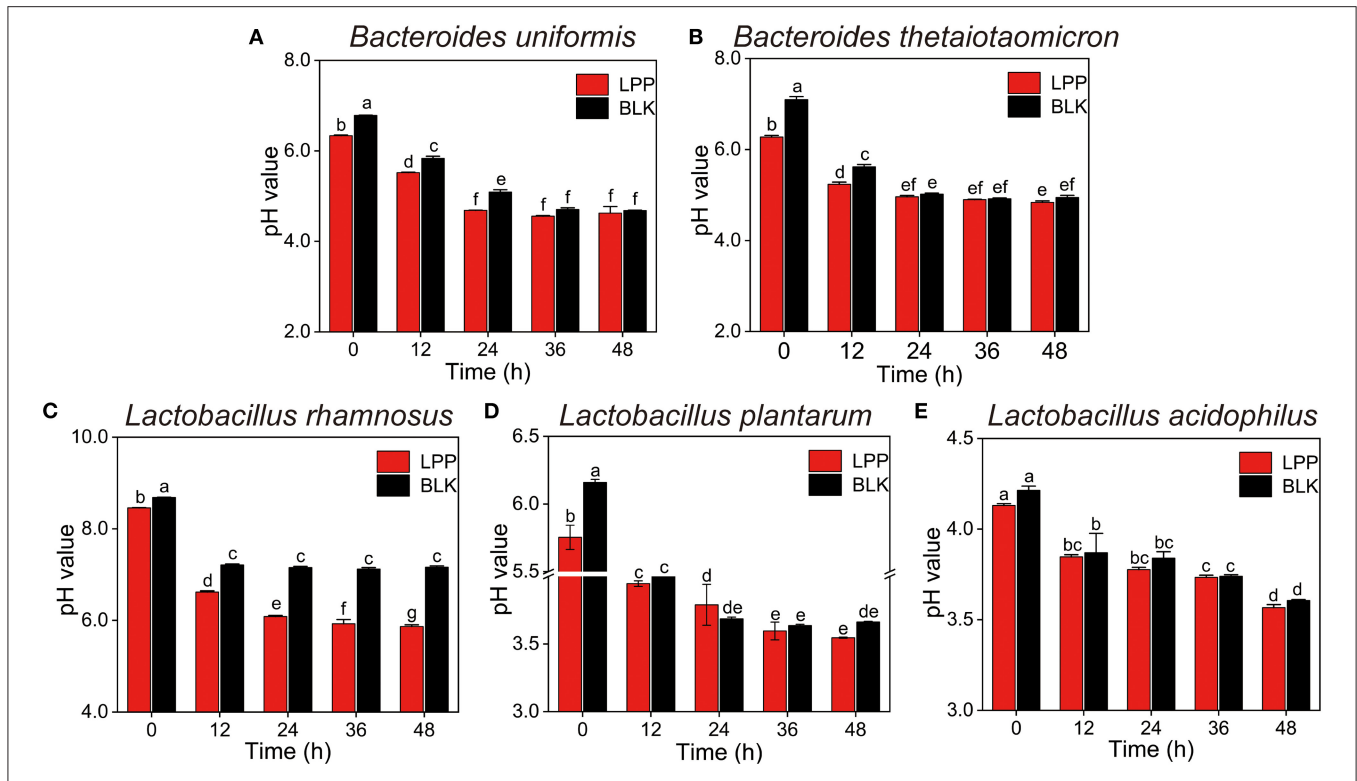 A Bacteroides uniformis
8.0
6.0
4.0
2.0
pH value
LPP
BLK
b a
d c
f e
f f
f f
0 12 24 36 48
Time (h)
B Bacteroides thetaiotaomicron
8.0
6.0
4.0
2.0
pH value
LPP
BLK
b a
d c
ef e
ef ef
e ef
0 12 24 36 48
Time (h)
C Lactobacillus rhamnosus
10.0
8.0
6.0
4.0
pH value
LPP
BLK
b a
d c
e c
f c
g c
0 12 24 36 48
Time (h)
D Lactobacillus plantarum
6.5
6.0
5.5
3.5
3.0
pH value
LPP
BLK
b a
c c
d de
e e
e de
0 12 24 36 48
Time (h)
E Lactobacillus acidophilus
4.5
4.0
3.5
3.0
pH value
LPP
BLK
a a
bc b
bc bc
c c
d d
0 12 24 36 48
Time (h)